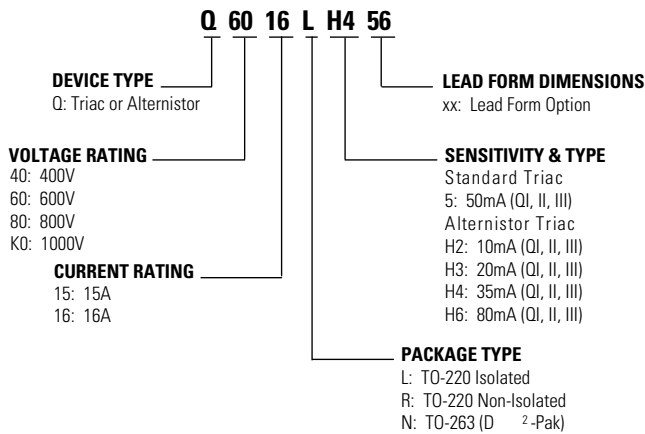 Q 60 16 L H4 56
DEVICE TYPE
Q: Triac or Alternistor
VOLTAGE RATING
40: 400V
60: 600V
80: 800V
K0: 1000V
CURRENT RATING
15: 15A
16: 16A
LEAD FORM DIMENSIONS
xx: Lead Form Option
SENSITIVITY & TYPE
Standard Triac
5: 50mA (QI, II, III)
Alternistor Triac
H2: 10mA (QI, II, III)
H3: 20mA (QI, II, III)
H4: 35mA (QI, II, III)
H6: 80mA (QI, II, III)
PACKAGE TYPE
L: TO-220 Isolated
R: TO-220 Non-Isolated
N: TO-263 (D ²-Pak)